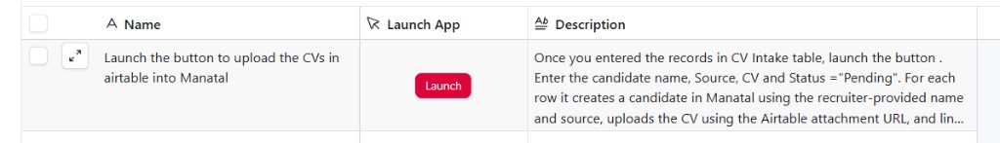 Name
Launch App
Description
Launch the button to upload the CVs in
airtable into Manatal
Launch
Once you entered the records in CV Intake table, launch the button .
Enter the candidate name, Source, CV and Status ="Pending". For each
row it creates a candidate in Manatal using the recruiter-provided name
and source, uploads the CV using the Airtable attachment URL, and lin...